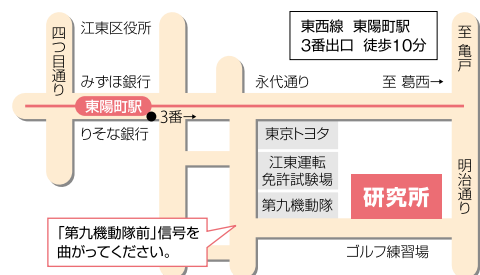 東西線 東陽町駅
3番出口 徒歩10分
江東区役所
四つ目通り
至 亀戸
みずほ銀行
永代通り
至 葛西→
東陽町駅
3番→
りそな銀行
東京トヨタ
江東運転
免許試験場
第九機動隊
研究所
明治通り
「第九機動隊前」信号を
曲がってください。
ゴルフ練習場